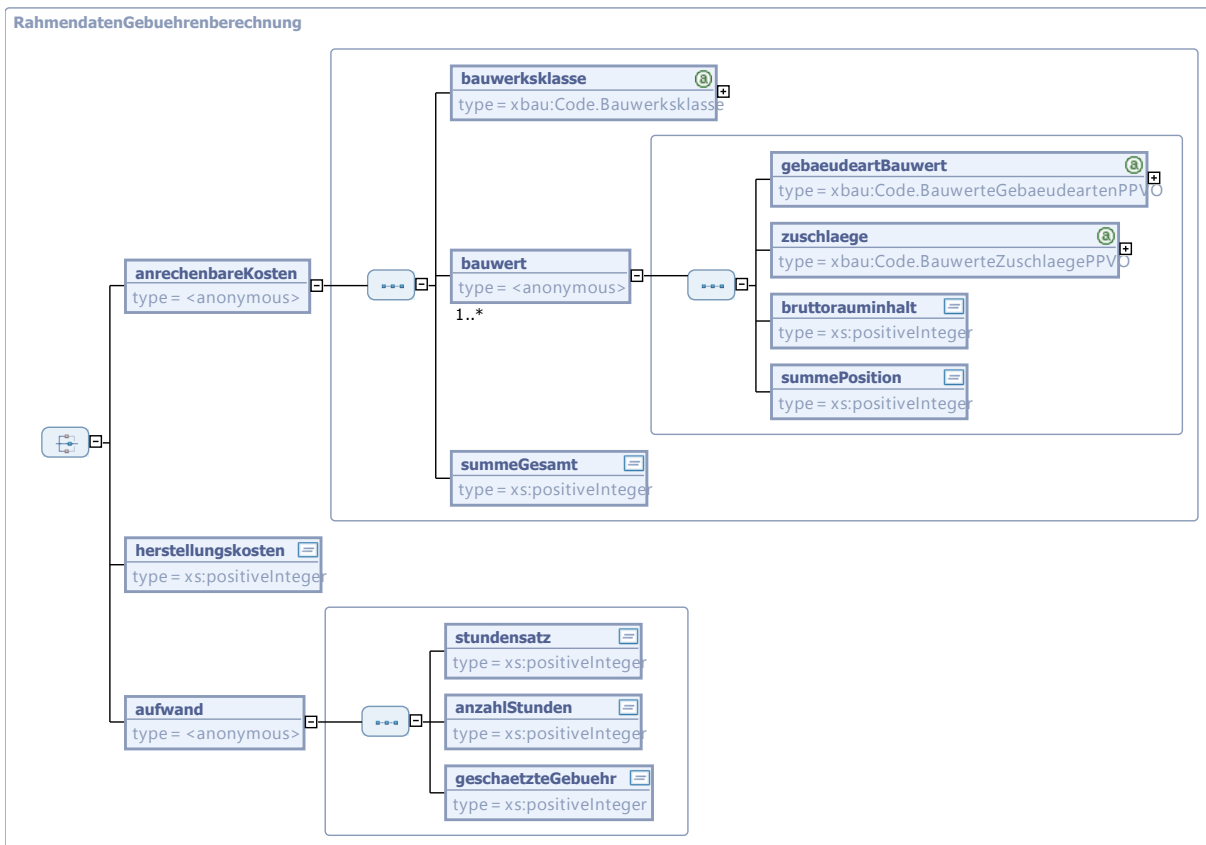 RahmendatenGebuehrenberechnung
bauwerksklasse
type = xbau:Code.Bauwerksklasse
gebaeudeartBauwert
type = xbau:Code.BauwerteGebaeudeartenPPVO
zuschlaege
type = xbau:Code.BauwerteZuschlaegePPVO
anrechenbareKosten
type = <anonymous>
bauwert
type = <anonymous>
1..*
bruttorauminhalt
type = xs:positiveInteger
summePosition
type = xs:positiveInteger
summeGesamt
type = xs:positiveInteger
herstellungskosten
type = xs:positiveInteger
stundensatz
type = xs:positiveInteger
aufwand
type = <anonymous>
anzahlStunden
type = xs:positiveInteger
geschaetzteGebuehr
type = xs:positiveInteger